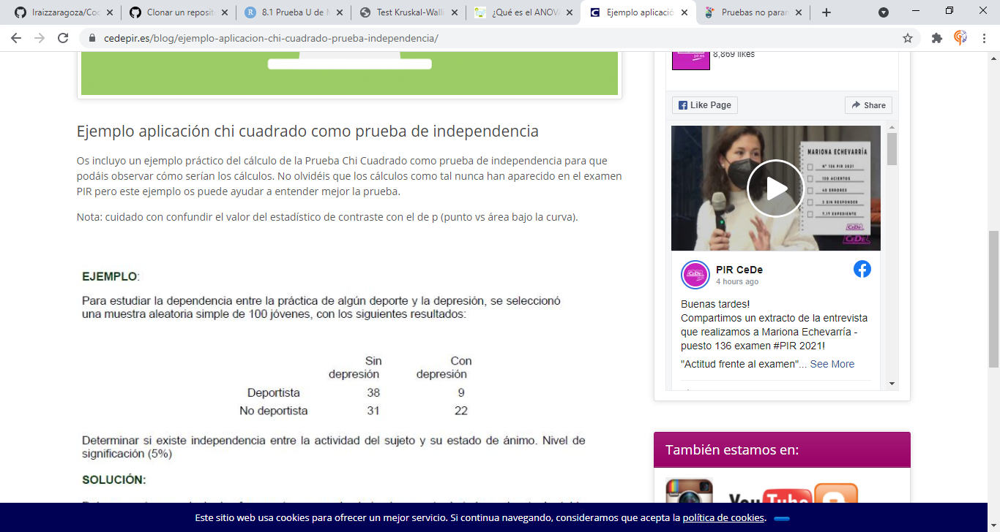 Iraizzaragoza/Coc
Clonar un reposit
8.1 Prueba U de M
Test Kruskal-Walli
¿Qué es el ANOVA
Ejemplo aplicació
Pruebas no paran
cedepir.es/blog/ejemplo-aplicacion-chi-cuadrado-prueba-independencia/
Ejemplo aplicación chi cuadrado como prueba de independencia
Os incluyo un ejemplo práctico del cálculo de la Prueba Chi Cuadrado como prueba de independencia para que
podáis observar cómo serían los cálculos. No olvidéis que los cálculos como tal nunca han aparecido en el examen
PIR pero este ejemplo os puede ayudar a entender mejor la prueba.
Nota: cuidado con confundir el valor del estadístico de contraste con el de p (punto vs área bajo la curva).
EJEMPLO:
Para estudiar la dependencia entre la práctica de algún deporte y la depresión, se seleccionó
una muestra aleatoria simple de 100 jóvenes, con los siguientes resultados:
Sin Con
depresión depresión
Deportista 38 9
No deportista 31 22
Determinar si existe independencia entre la actividad del sujeto y su estado de ánimo. Nivel de
significación (5%)
SOLUCIÓN:
pir.es
8,869 likes
Like Page
Share
MARIONA ECHEVARRÍA
Nº 136 PIR 2021
130 ACIERTOS
40 ERRORES
3 SIN RESPONDER
7.17 EXPEDIENTE
CeDe
CeDe
CeDe
PIR CeDe
4 hours ago
Buenas tardes!
Compartimos un extracto de la entrevista
que realizamos a Mariona Echevarría -
puesto 136 examen #PIR 2021!
"Actitud frente al examen"... See More
También estamos en:
YouTube
Este sitio web usa cookies para ofrecer un mejor servicio. Si continua navegando, consideramos que acepta la política de cookies.